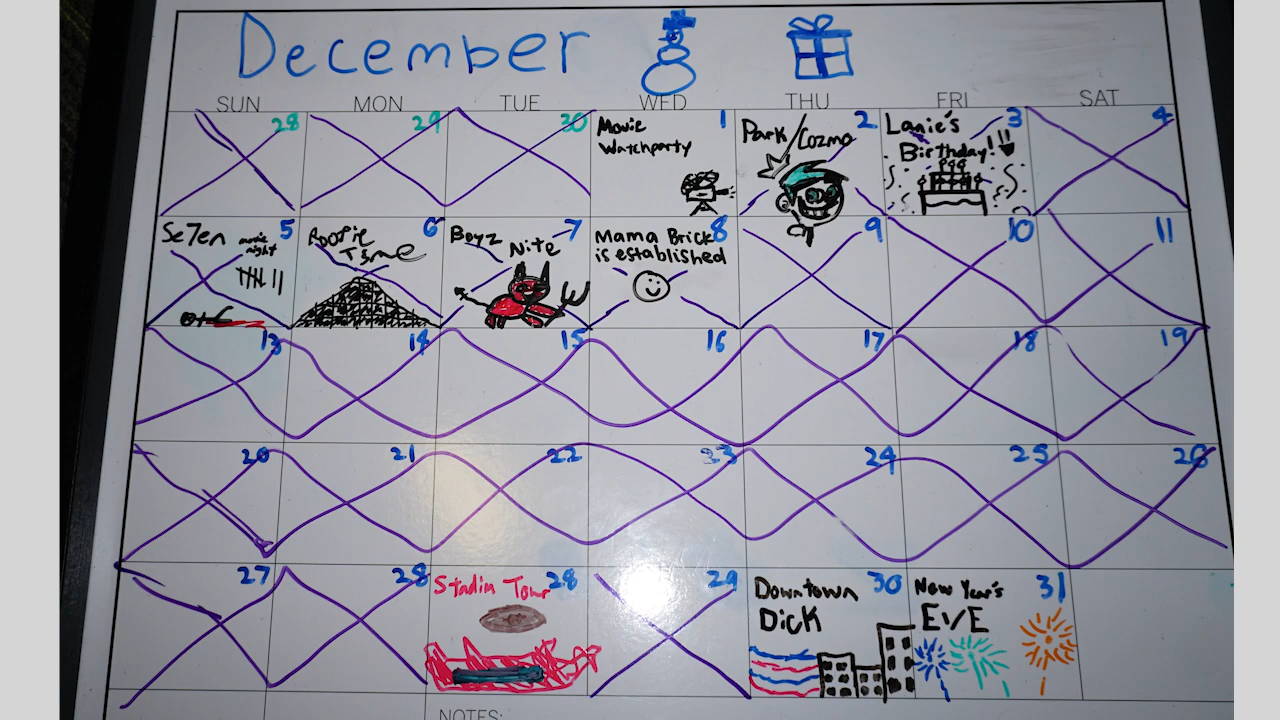 December
SUN MON TUE WED THU FRI SAT
28 29 30 1 2 3 4
Movie
Watchparty
Park Cozmo
Lanie's
Birthday!!!
5 6 7 8 9 10 11
Se7en
movie
night
Poopie
Time
Boyz
Nite
Mama Brick
is established
13 14 15 16 17 18 19
20 21 22 23 24 25 26
27 28 28 29 30 31
Stadia Tour
Downtown
Dick
New Year's
EVE
NOTES: